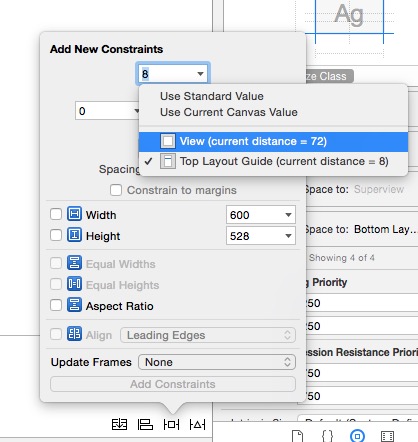 Ag
Add New Constraints
8
ze Class
Use Standard Value
Use Current Canvas Value
0
View (current distance = 72)
Top Layout Guide (current distance = 8)
Spacing
Constrain to margins
Space to: Superview
Width 600
Height 528
Space to: Bottom Lay...
Showing 4 of 4
Equal Widths
Equal Heights
g Priority
Aspect Ratio
250
250
Align Leading Edges
ession Resistance Priori
Update Frames None
750
Add Constraints
750